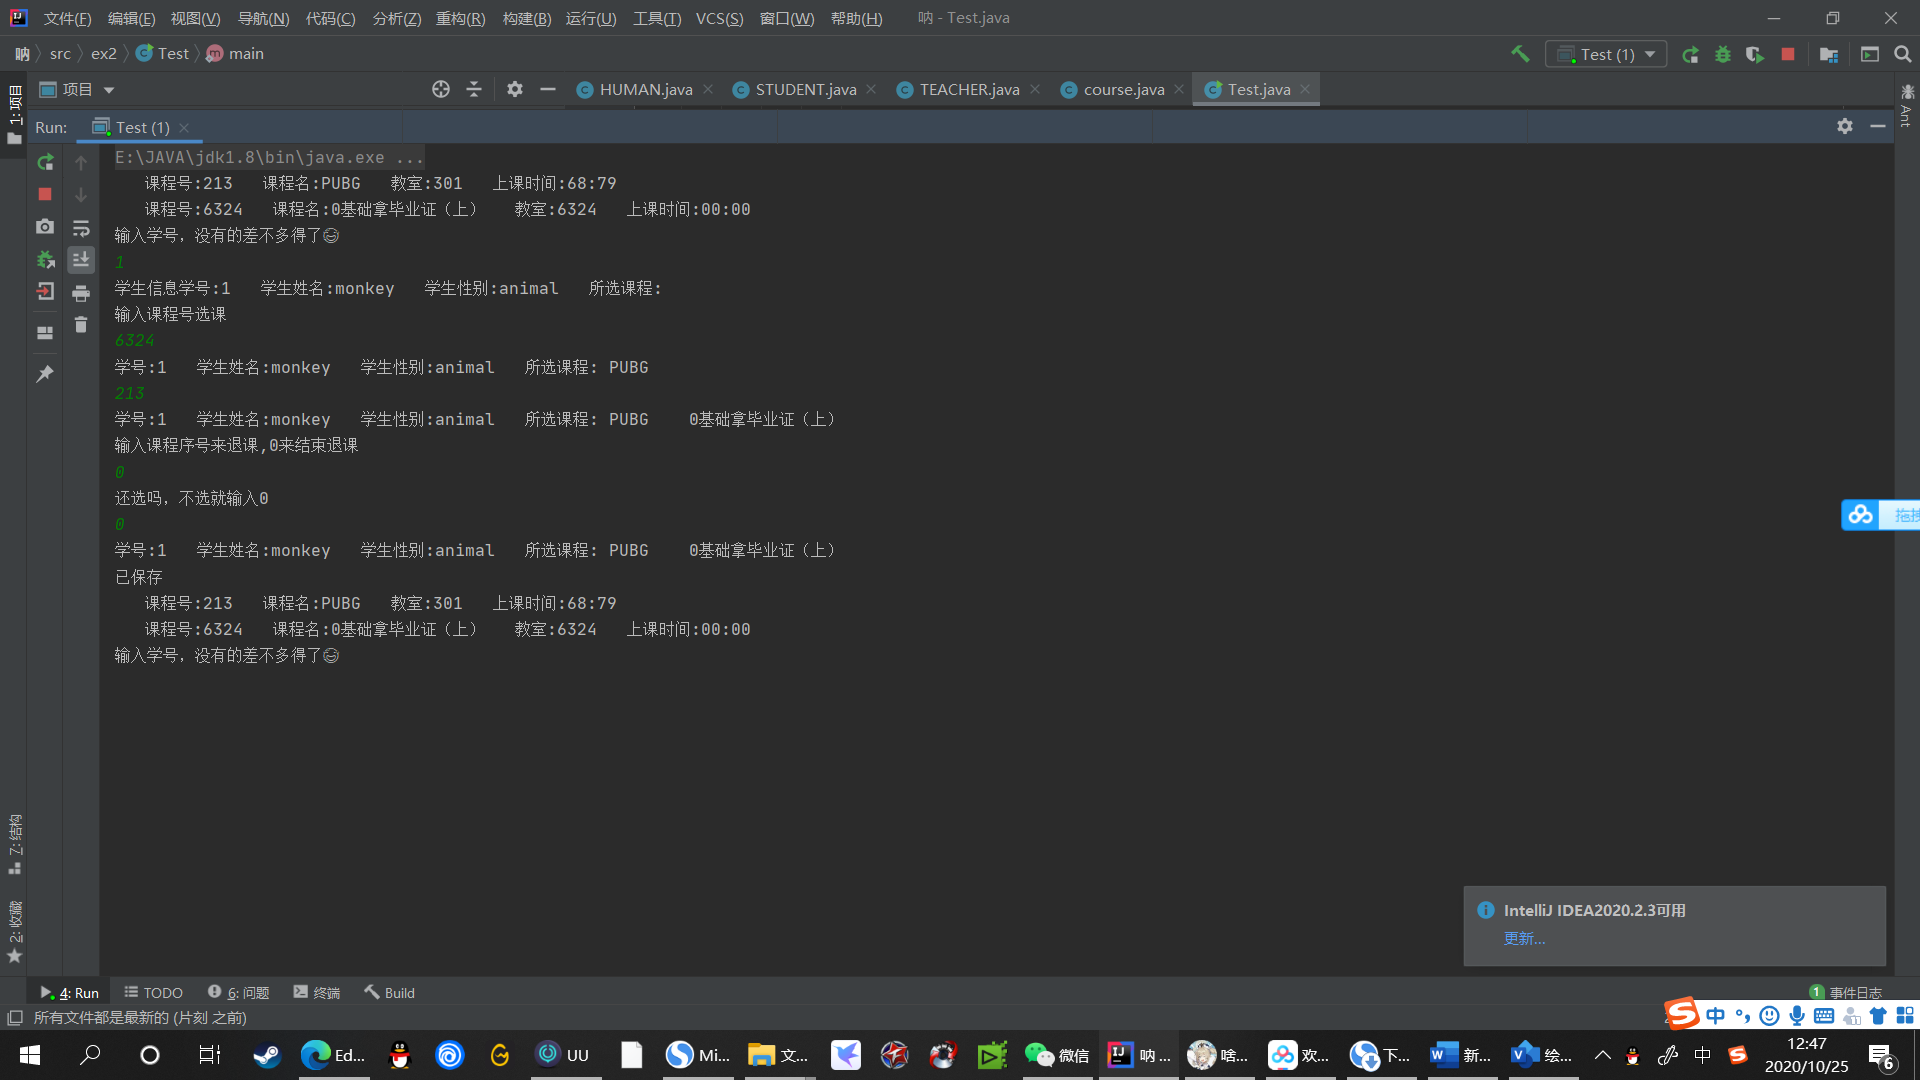 文件(F) 编辑(E) 视图(V) 导航(N) 代码(C) 分析(Z) 重构(R) 构建(B) 运行(U) 工具(T) VCS(S) 窗口(W) 帮助(H) 呐 - Test.java
呐 src ex2 Test main
Test (1)
1: 项目
项目
HUMAN.java STUDENT.java TEACHER.java course.java Test.java
Ant
Run: Test (1)
E:\JAVA\jdk1.8\bin\java.exe ...
课程号:213 课程名:PUBG 教室:301 上课时间:68:79
课程号:6324 课程名:0基础拿毕业证（上） 教室:6324 上课时间:00:00
输入学号，没有的差不多得了😅
1
学生信息学号:1 学生姓名:monkey 学生性别:animal 所选课程:
输入课程号选课
6324
学号:1 学生姓名:monkey 学生性别:animal 所选课程: PUBG
213
学号:1 学生姓名:monkey 学生性别:animal 所选课程: PUBG 0基础拿毕业证（上）
输入课程序号来退课,0来结束退课
0
还选吗，不选就输入0
0
学号:1 学生姓名:monkey 学生性别:animal 所选课程: PUBG 0基础拿毕业证（上）
已保存
课程号:213 课程名:PUBG 教室:301 上课时间:68:79
课程号:6324 课程名:0基础拿毕业证（上） 教室:6324 上课时间:00:00
输入学号，没有的差不多得了😅
拖拽
Z: 结构
2: 收藏
IntelliJ IDEA2020.2.3可用
更新...
4: Run TODO 6: 问题 终端 Build
1 事件日志
所有文件都是最新的 (片刻 之前)
中
Ed... UU Mi... 文... 微信 呐 ... 啥... 欢... 下... 新... 绘... 中
12:47
2020/10/25
6